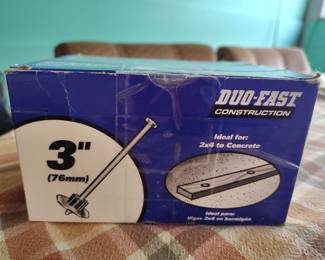 DUO-FAST
CONSTRUCTION
3"
(76mm)
Ideal for:
2x4 to Concrete
Ideal para:
Vigas 2x4 en hormigón